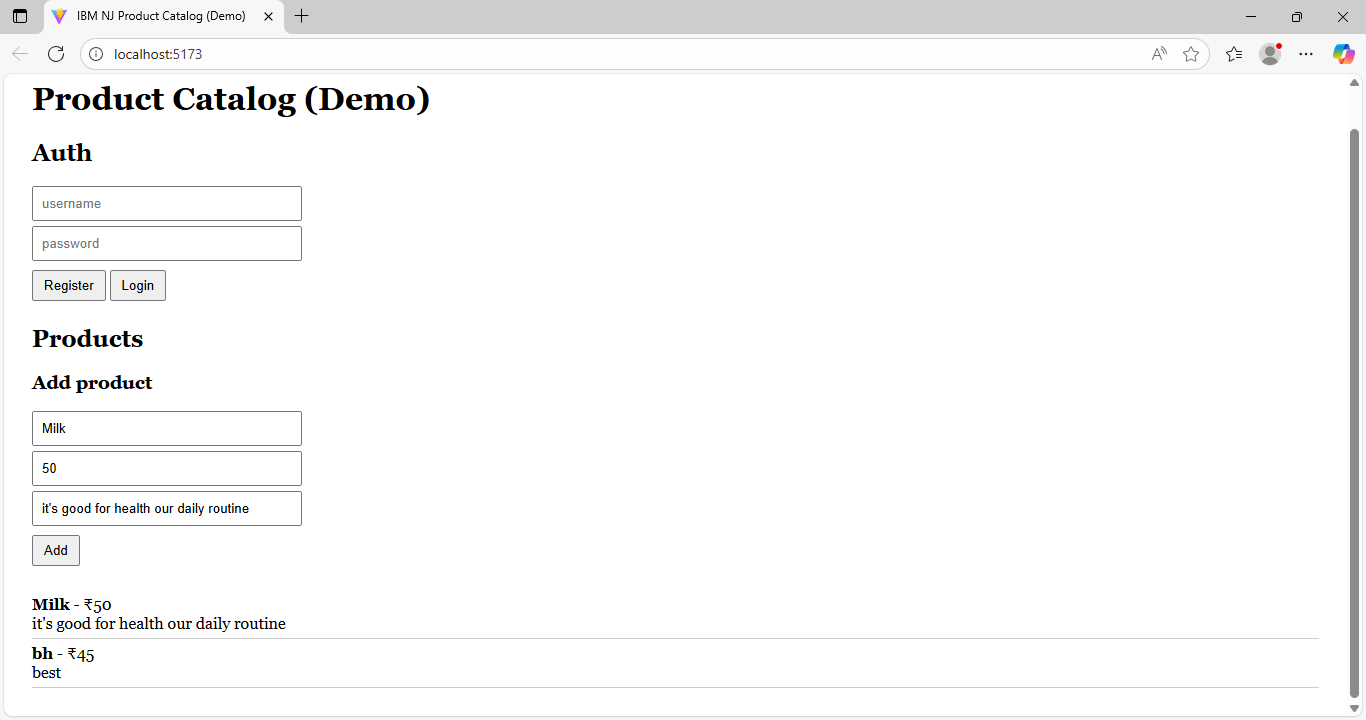 IBM NJ Product Catalog (Demo)
localhost:5173
Product Catalog (Demo)
Auth
username
password
Register Login
Products
Add product
Milk
50
it's good for health our daily routine
Add
Milk - ₹50
it's good for health our daily routine
bh - ₹45
best